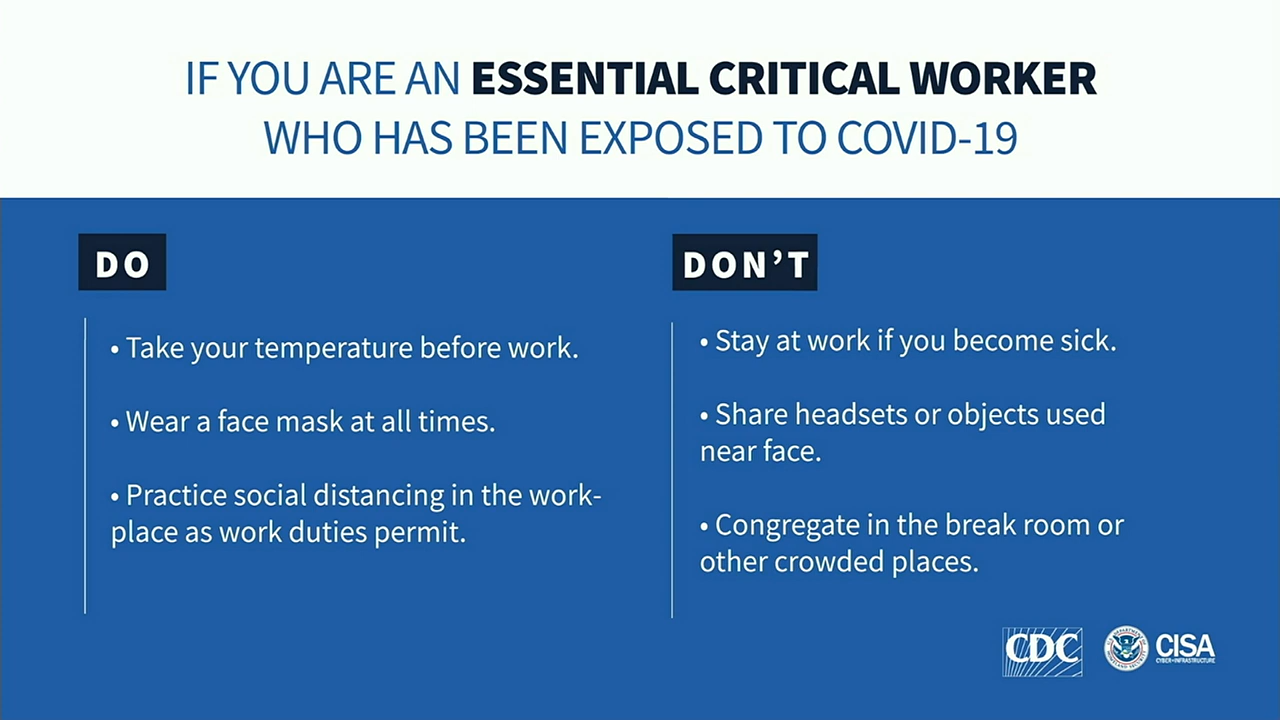 IF YOU ARE AN ESSENTIAL CRITICAL WORKER
WHO HAS BEEN EXPOSED TO COVID-19
DO
• Take your temperature before work.
• Wear a face mask at all times.
• Practice social distancing in the work-
place as work duties permit.
DON'T
• Stay at work if you become sick.
• Share headsets or objects used
near face.
• Congregate in the break room or
other crowded places.
CDC
CISA
CYBER+INFRASTRUCTURE